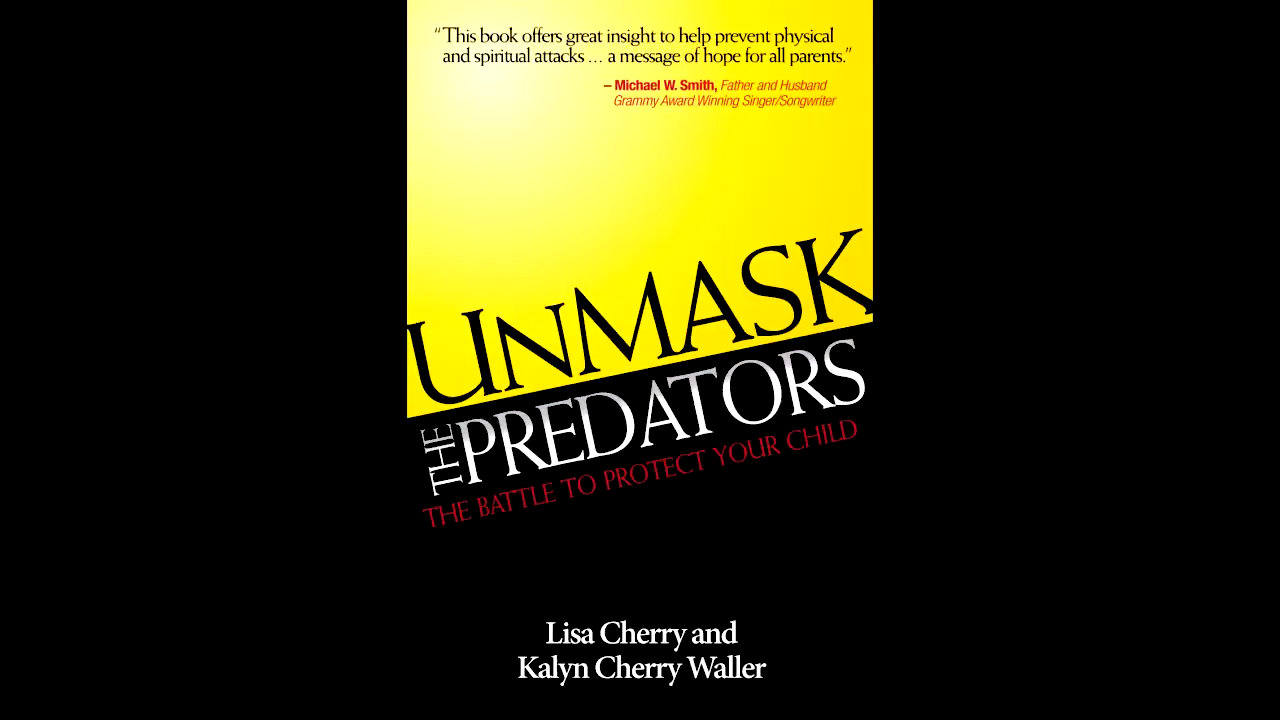 “This book offers great insight to help prevent physical
and spiritual attacks ... a message of hope for all parents.”
– Michael W. Smith, Father and Husband
Grammy Award Winning Singer/Songwriter
UNMASK
THE PREDATORS
THE BATTLE TO PROTECT YOUR CHILD
Lisa Cherry and
Kalyn Cherry Waller